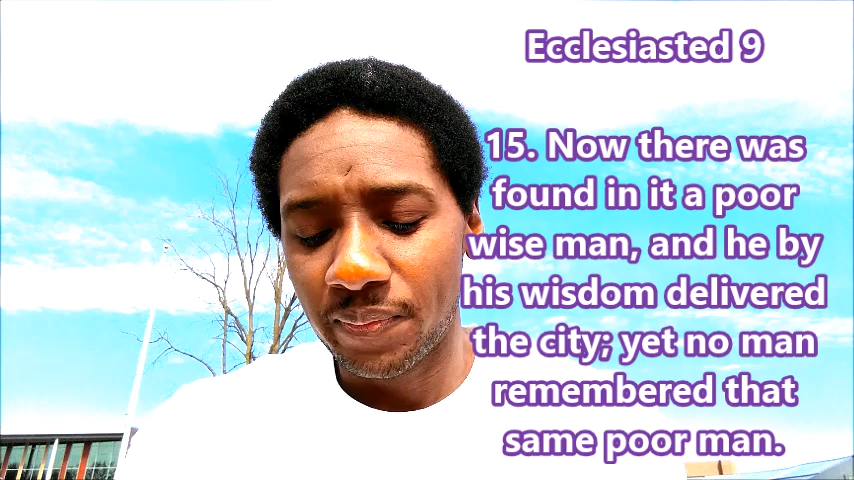 Ecclesiasted 9
15. Now there was
found in it a poor
wise man, and he by
his wisdom delivered
the city; yet no man
remembered that
same poor man.